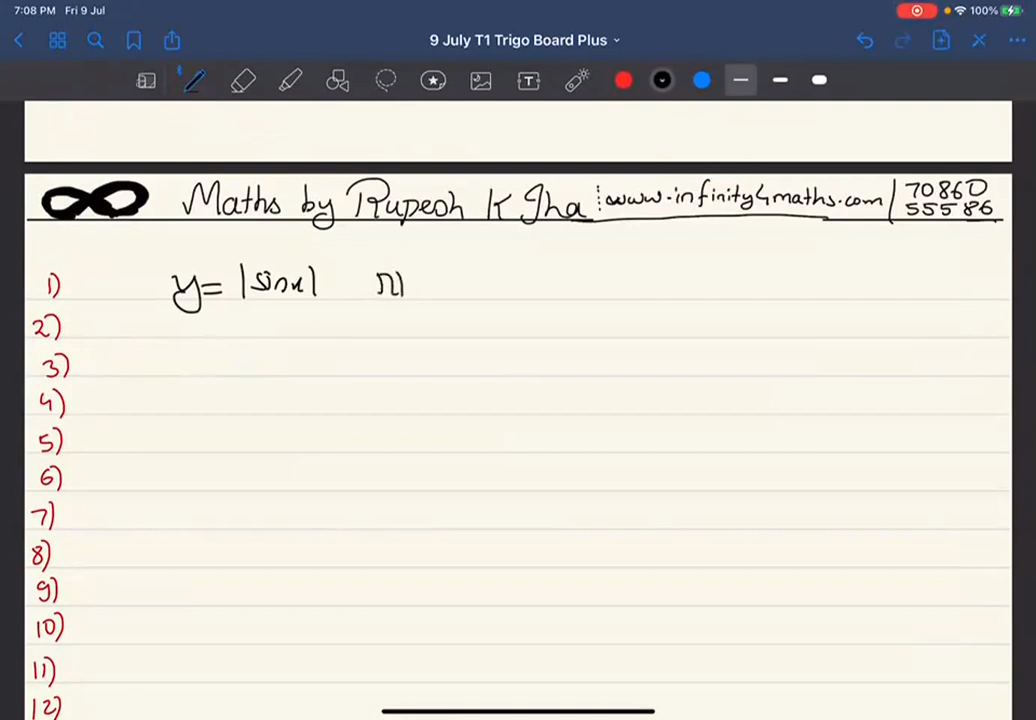 7:08 PM Fri 9 Jul 100%
9 July T1 Trigo Board Plus
T
∞ Maths by Rupesh K Jha www.infinity4maths.com 70860 55586
1) y = |sinx|
2)
3)
4)
5)
6)
7)
8)
9)
10)
11)
12)